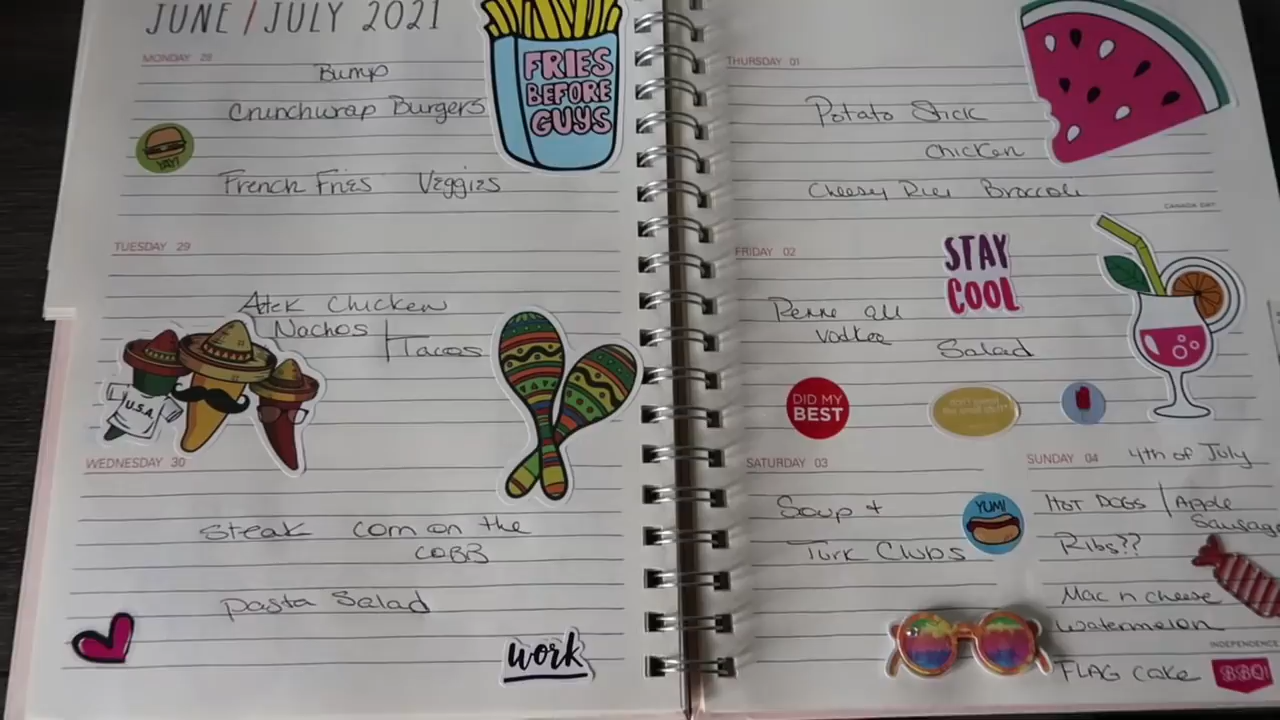 JUNE / JULY 2021
MONDAY 28
Bump
Crunchwrap Burgers
YAY!
French Fries Veggies
FRIES
BEFORE
GUYS
TUESDAY 29
Chicken
Nachos | Tacos
U.S.A.
WEDNESDAY 30
Steak corn on the
COBB
Pasta Salad
work
THURSDAY 01
Potato Stick
Chicken
Cheesy Rice Broccoli
CANADA DAY
FRIDAY 02
STAY
COOL
Penne all
vodka
Salad
DID MY
BEST
SATURDAY 03
Soup +
Turk Clubs
YUM!
SUNDAY 04 4th of July
HOT DOGS | Apple
Sausage
Ribs??
Mac n cheese
watermelon
INDEPENDENCE
FLAG Cake
BBQ!